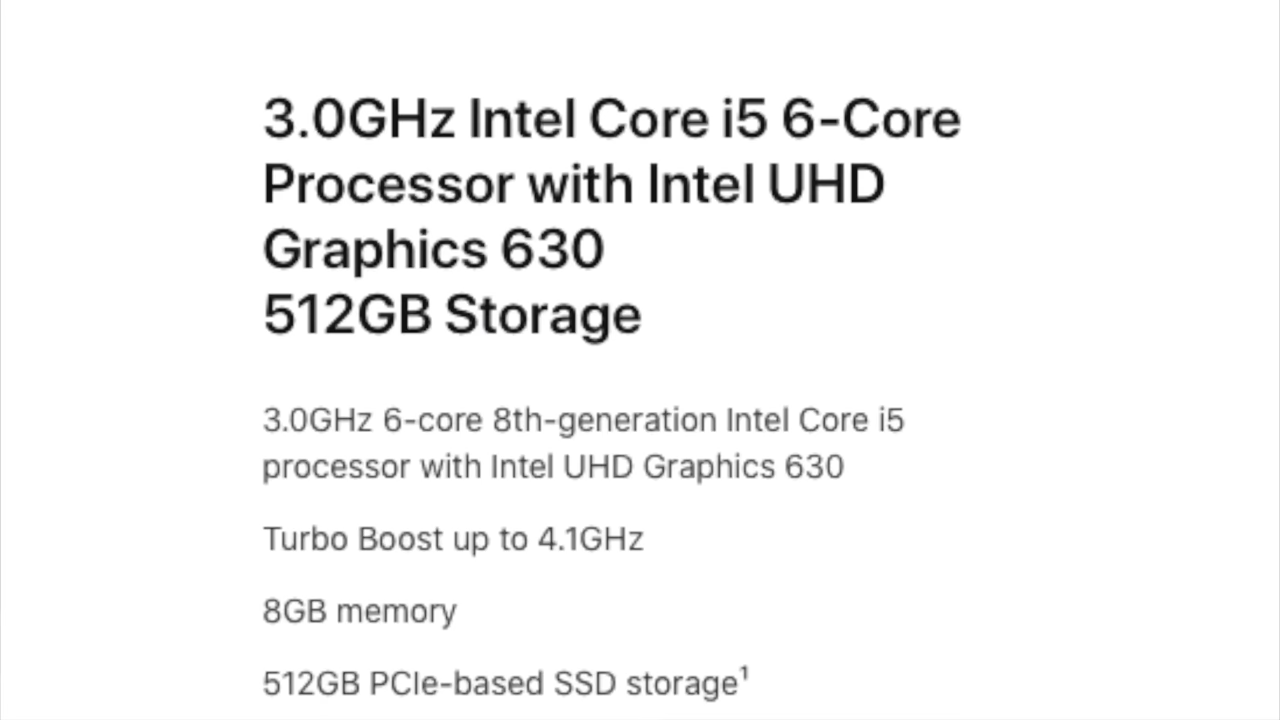 3.0GHz Intel Core i5 6-Core
Processor with Intel UHD
Graphics 630
512GB Storage
3.0GHz 6-core 8th-generation Intel Core i5
processor with Intel UHD Graphics 630
Turbo Boost up to 4.1GHz
8GB memory
512GB PCIe-based SSD storage¹